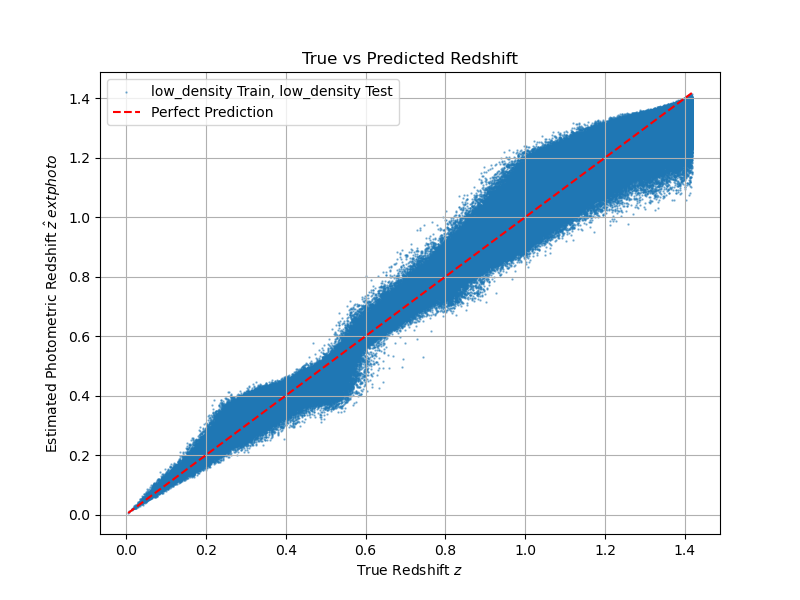 True vs Predicted Redshift
low_density Train, low_density Test
Perfect Prediction
Estimated Photometric Redshift ẑ extphoto
1.4
1.2
1.0
0.8
0.6
0.4
0.2
0.0
0.0 0.2 0.4 0.6 0.8 1.0 1.2 1.4
True Redshift z